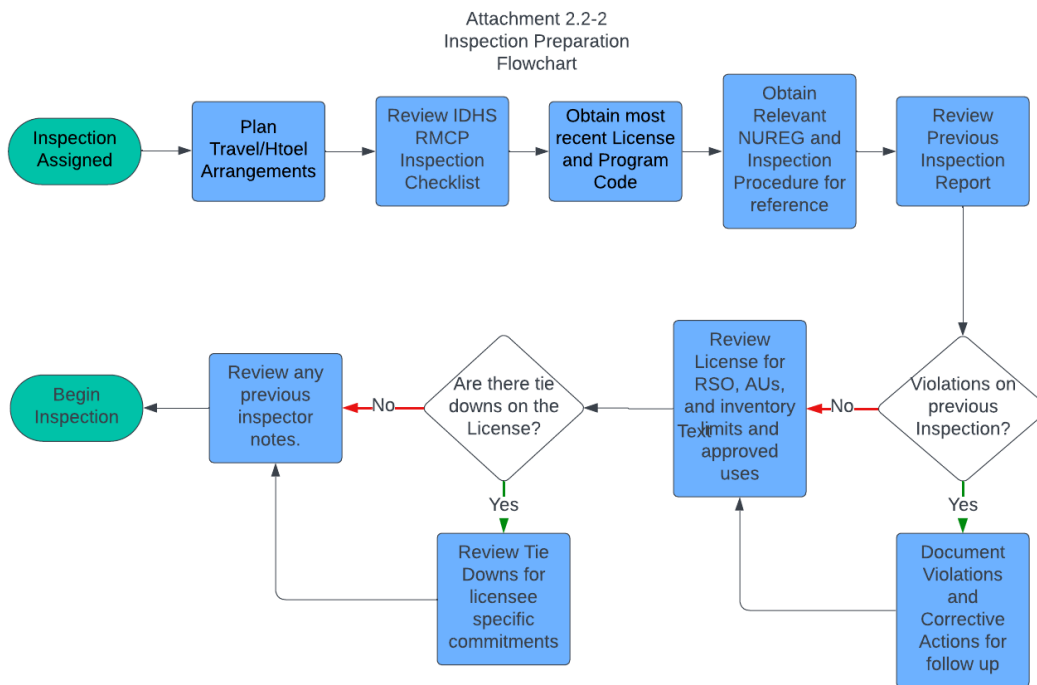 Attachment 2.2-2
Inspection Preparation
Flowchart
Inspection
Assigned
Plan
Travel/Htoel
Arrangements
Review IDHS
RMCP
Inspection
Checklist
Obtain most
recent License
and Program
Code
Obtain
Relevant
NUREG and
Inspection
Procedure for
reference
Review
Previous
Inspection
Report
Violations on
previous
Inspection?
No
Yes
Document
Violations
and
Corrective
Actions for
follow up
Review
License for
RSO, AUs,
and inventory
limits and
approved
uses
Text
Are there tie
downs on the
License?
No
Yes
Review Tie
Downs for
licensee
specific
commitments
Review any
previous
inspector
notes.
Begin
Inspection